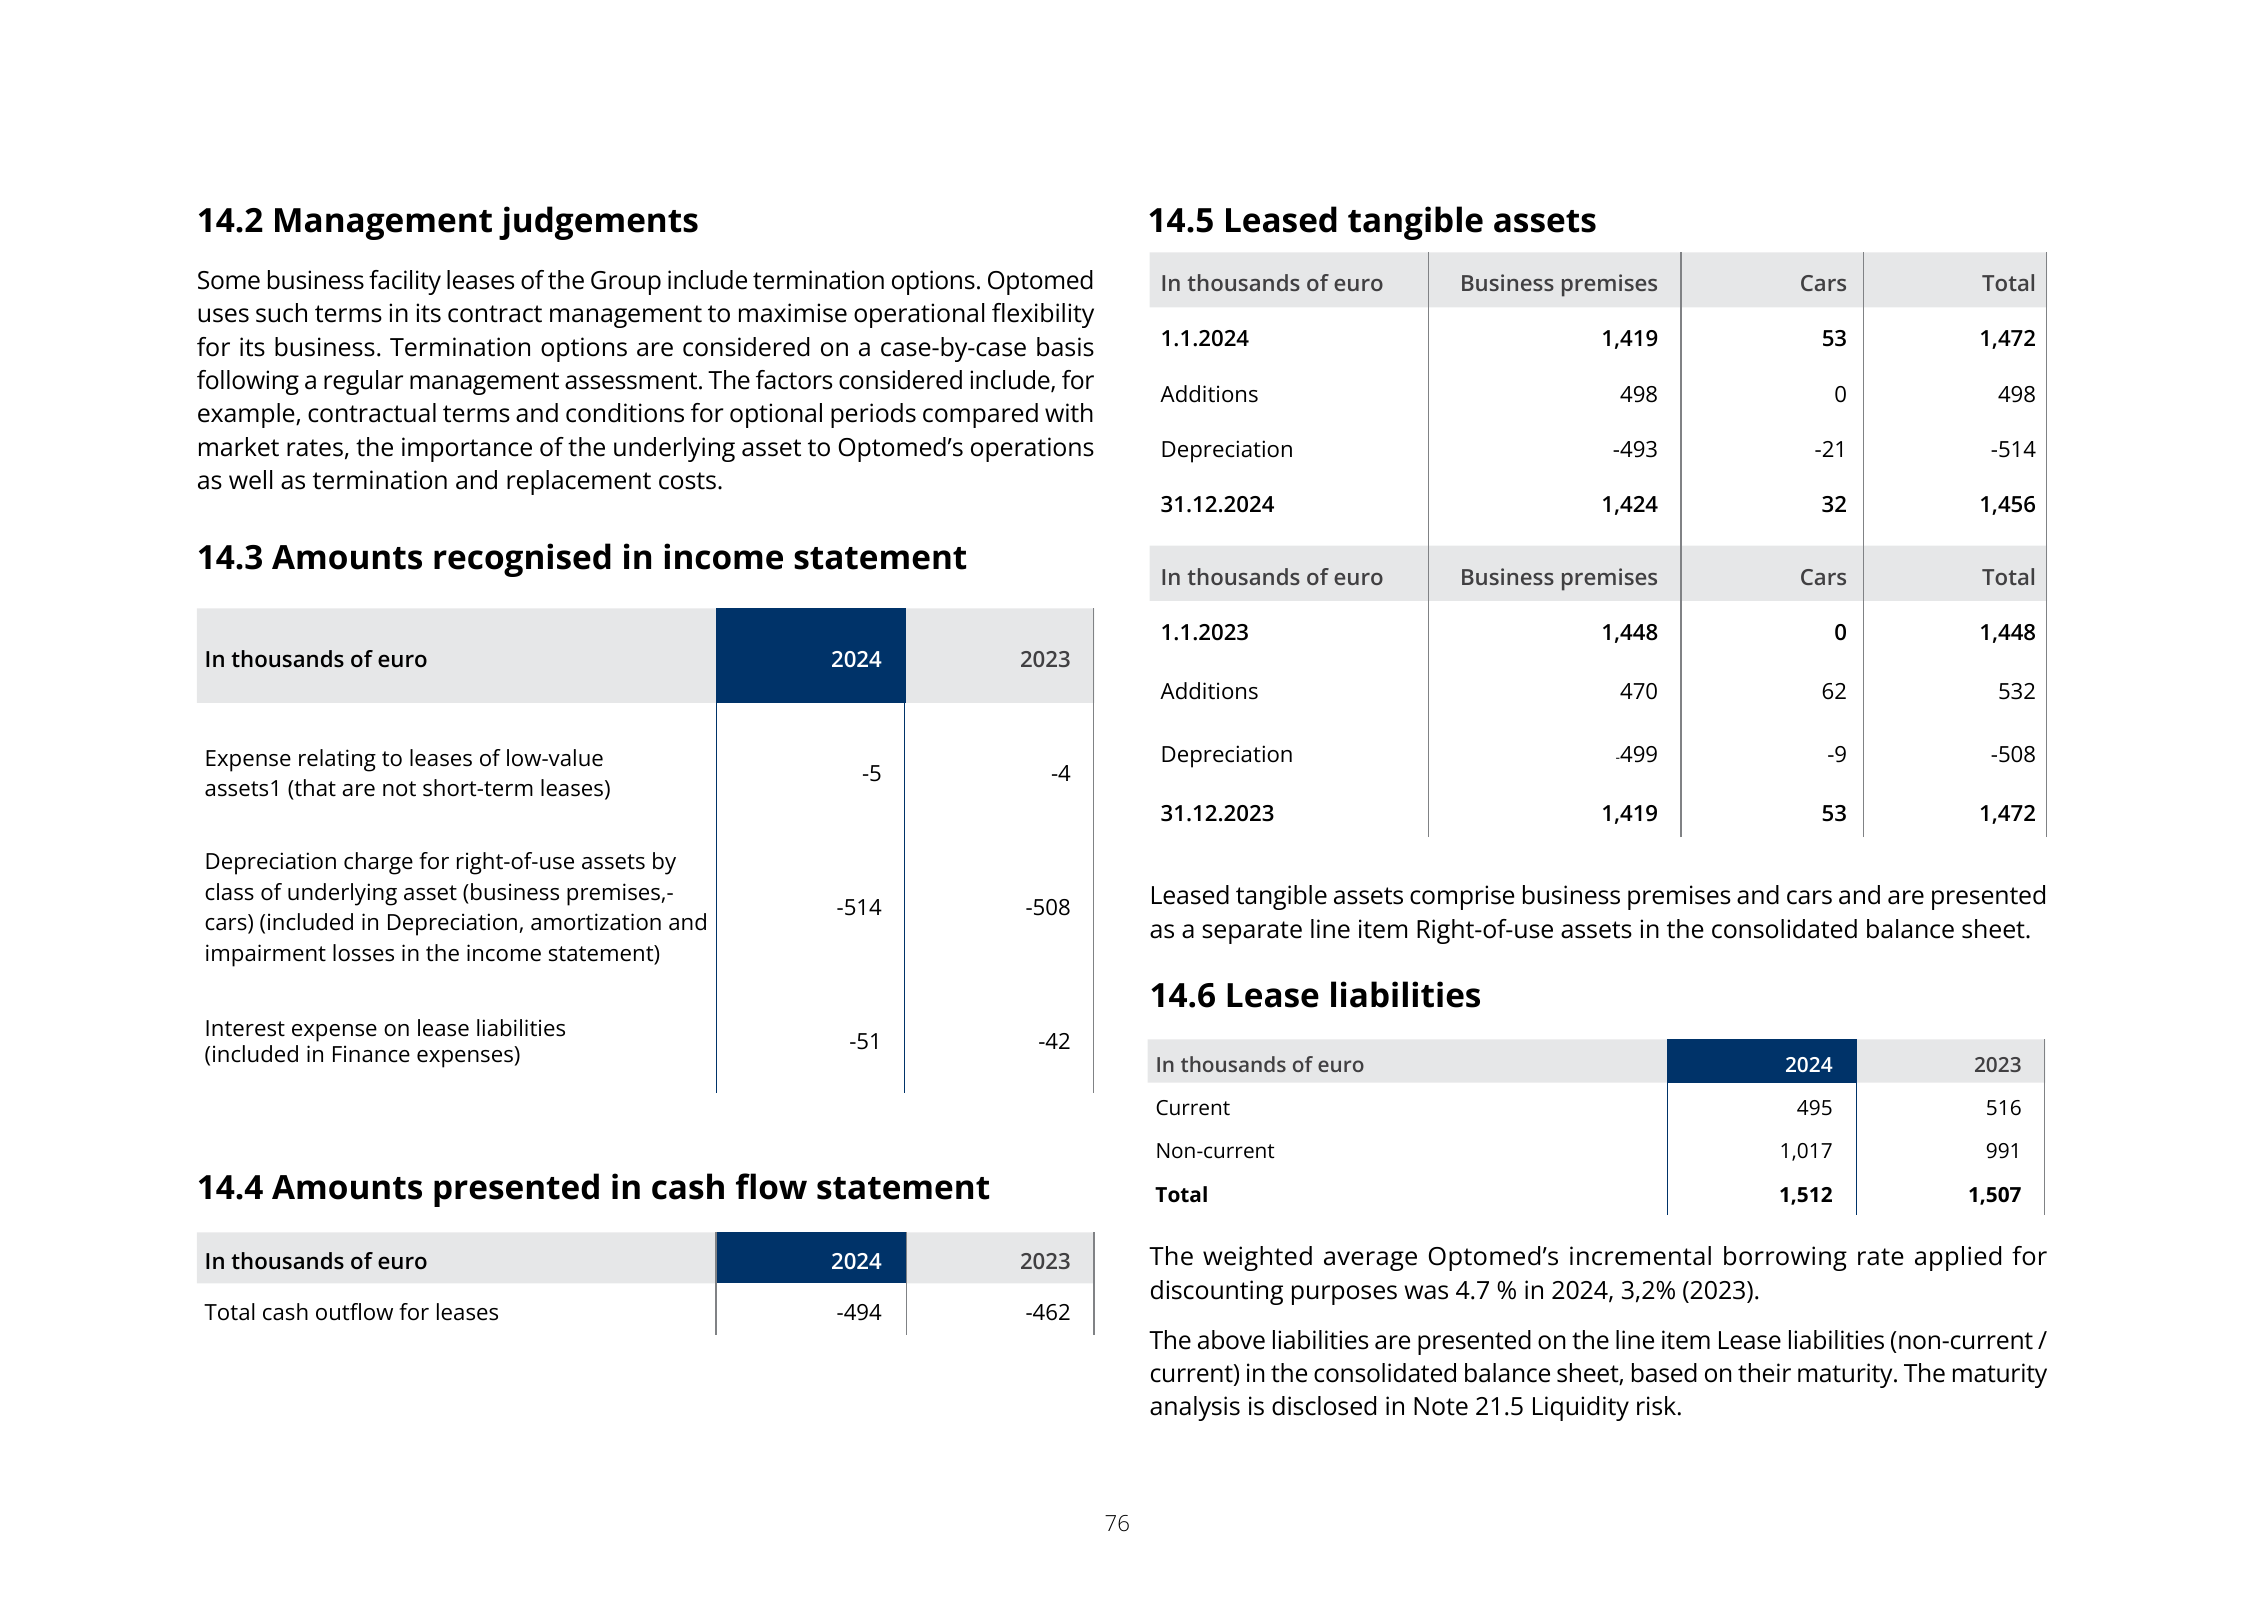 14.2 Management judgements
Some business facility leases of the Group include termination options. Optomed
uses such terms in its contract management to maximise operational flexibility
for its business. Termination options are considered on a case-by-case basis
following a regular management assessment. The factors considered include, for
example, contractual terms and conditions for optional periods compared with
market rates, the importance of the underlying asset to Optomed’s operations
as well as termination and replacement costs.
14.3 Amounts recognised in income statement
In thousands of euro 2024 2023
Expense relating to leases of low-value
assets1 (that are not short-term leases) -5 -4
Depreciation charge for right-of-use assets by
class of underlying asset (business premises,-
cars) (included in Depreciation, amortization and
impairment losses in the income statement) -514 -508
Interest expense on lease liabilities
(included in Finance expenses) -51 -42
14.4 Amounts presented in cash flow statement
In thousands of euro 2024 2023
Total cash outflow for leases -494 -462
14.5 Leased tangible assets
In thousands of euro Business premises Cars Total
1.1.2024 1,419 53 1,472
Additions 498 0 498
Depreciation -493 -21 -514
31.12.2024 1,424 32 1,456
In thousands of euro Business premises Cars Total
1.1.2023 1,448 0 1,448
Additions 470 62 532
Depreciation -499 -9 -508
31.12.2023 1,419 53 1,472
Leased tangible assets comprise business premises and cars and are presented
as a separate line item Right-of-use assets in the consolidated balance sheet.
14.6 Lease liabilities
In thousands of euro 2024 2023
Current 495 516
Non-current 1,017 991
Total 1,512 1,507
The weighted average Optomed’s incremental borrowing rate applied for
discounting purposes was 4.7 % in 2024, 3,2% (2023).
The above liabilities are presented on the line item Lease liabilities (non-current /
current) in the consolidated balance sheet, based on their maturity. The maturity
analysis is disclosed in Note 21.5 Liquidity risk.
76